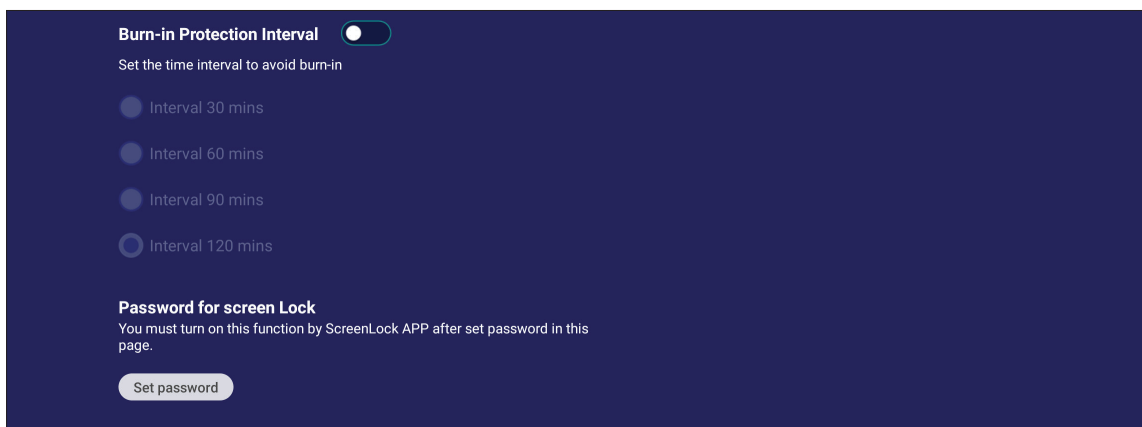 Burn-in Protection Interval
Set the time interval to avoid burn-in
Interval 30 mins
Interval 60 mins
Interval 90 mins
Interval 120 mins
Password for screen Lock
You must turn on this function by ScreenLock APP after set password in this
page.
Set password